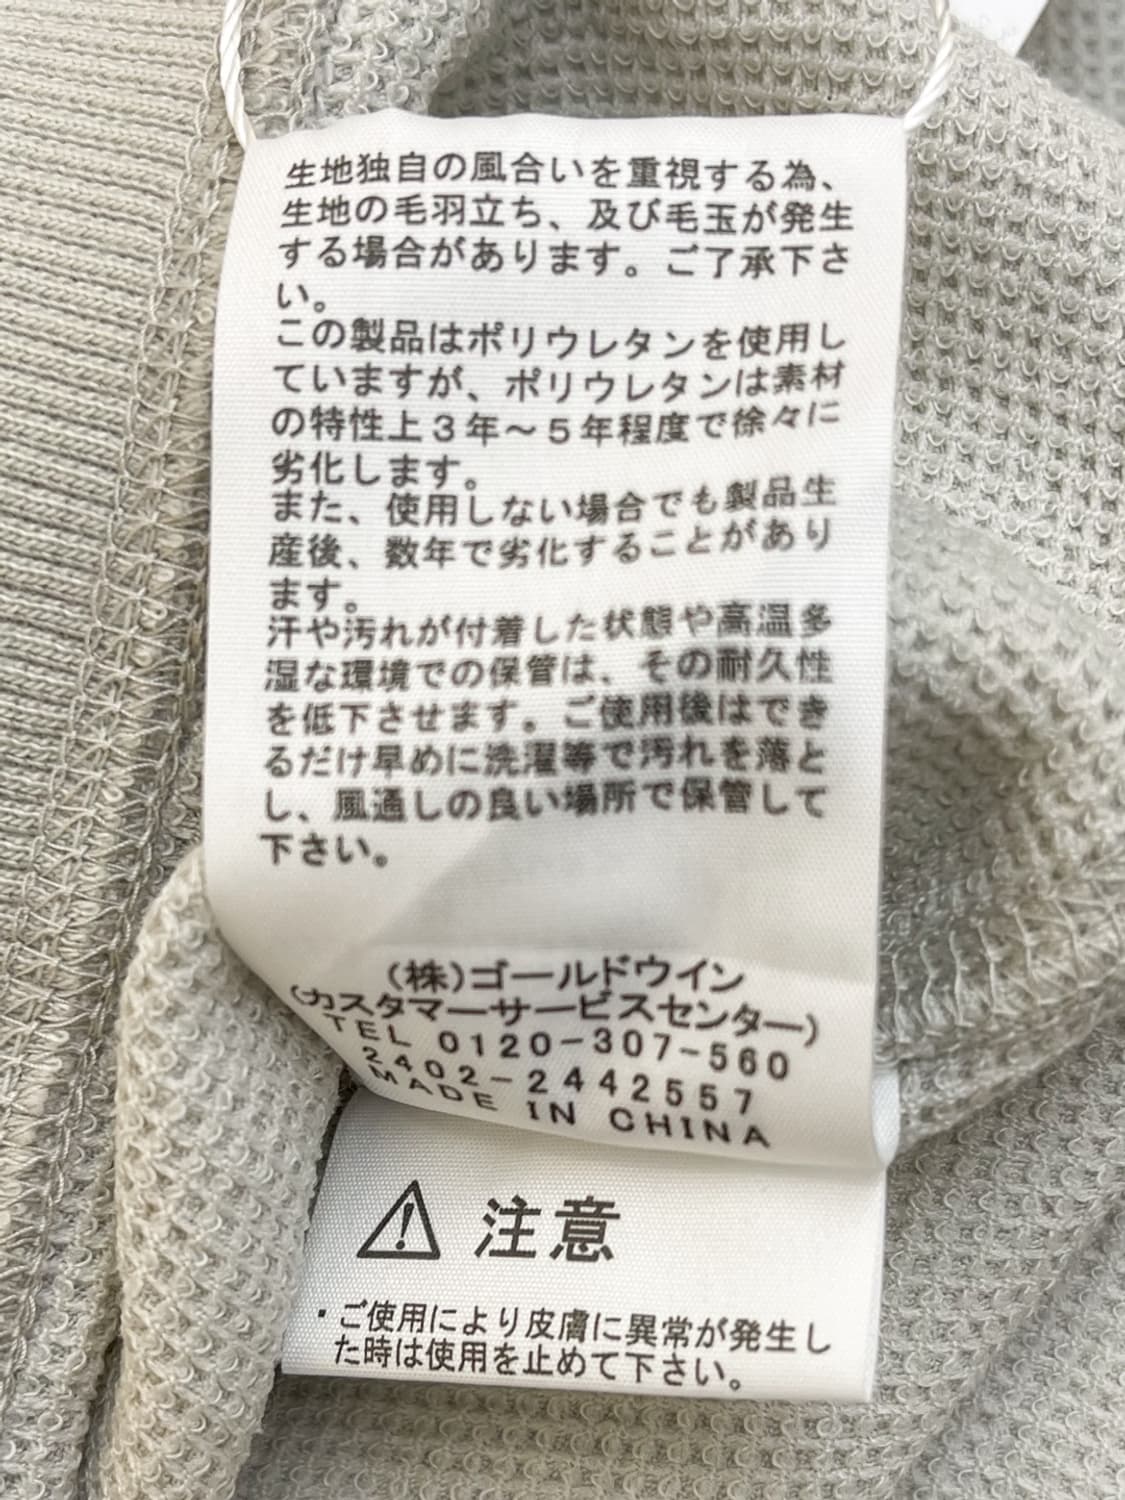 生地独自の風合いを重視する為、
生地の毛羽立ち、及び毛玉が発生
する場合があります。ご了承下さ
い。
この製品はポリウレタンを使用し
ていますが、ポリウレタンは素材
の特性上３年～５年程度で徐々に
劣化します。
また、使用しない場合でも製品生
産後、数年で劣化することがあり
ます。
汗や汚れが付着した状態や高温多
湿な環境での保管は、その耐久性
を低下させます。ご使用後はでき
るだけ早めに洗濯等で汚れを落と
し、風通しの良い場所で保管して
下さい。
(株)ゴールドウイン
(カスタマーサービスセンター)
TEL 0120-307-560
2402-2442557
MADE IN CHINA
注意
・ご使用により皮膚に異常が発生し
た時は使用を止めて下さい。